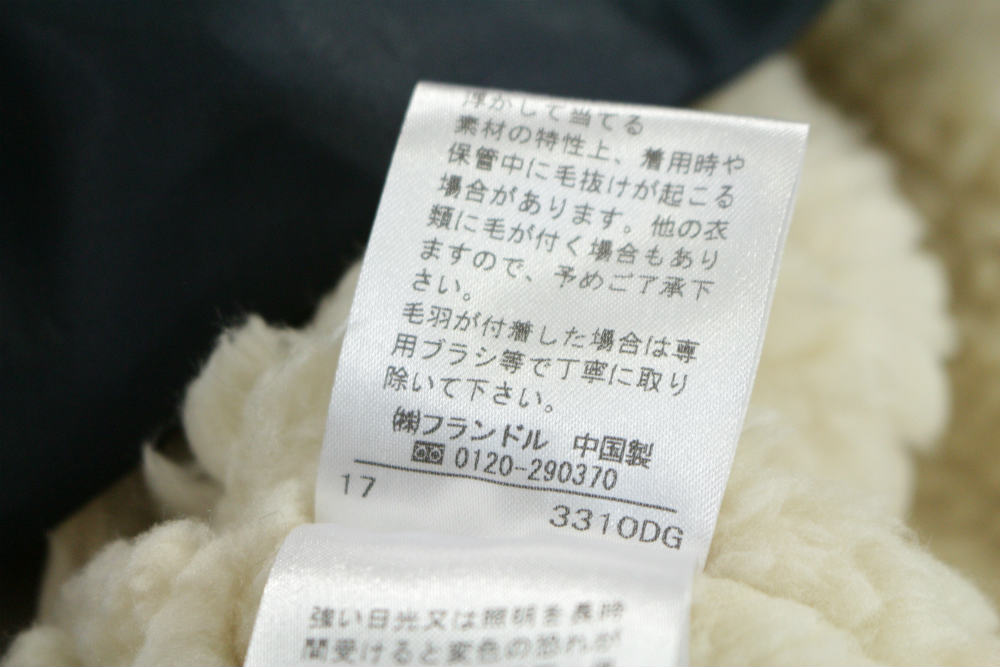 浮かして当てる
素材の特性上、着用時や
保管中に毛抜けが起こる
場合があります。他の衣
類に毛が付く場合もあり
ますので、予めご了承下
さい。
毛羽が付着した場合は専
用ブラシ等で丁寧に取り
除いて下さい。
㈱フランドル 中国製
0120-290370
17
3310DG
強い日光又は照明を長時
間受けると変色の恐れが